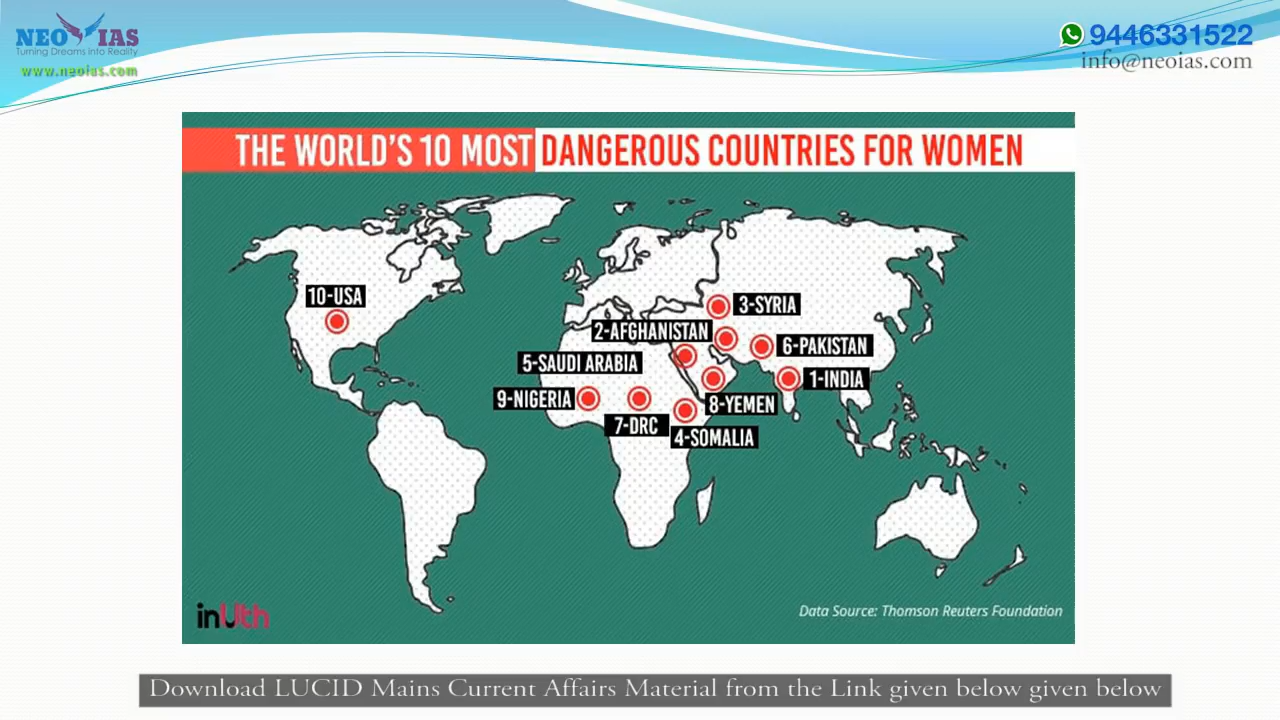 NEO IAS
Turning Dreams into Reality
www.neoias.com
9446331522
info@neoias.com
THE WORLD'S 10 MOST DANGEROUS COUNTRIES FOR WOMEN
10-USA
3-SYRIA
2-AFGHANISTAN
6-PAKISTAN
5-SAUDI ARABIA
1-INDIA
9-NIGERIA
8-YEMEN
7-DRC
4-SOMALIA
inUth
Data Source: Thomson Reuters Foundation
Download LUCID Mains Current Affairs Material from the Link given below given below